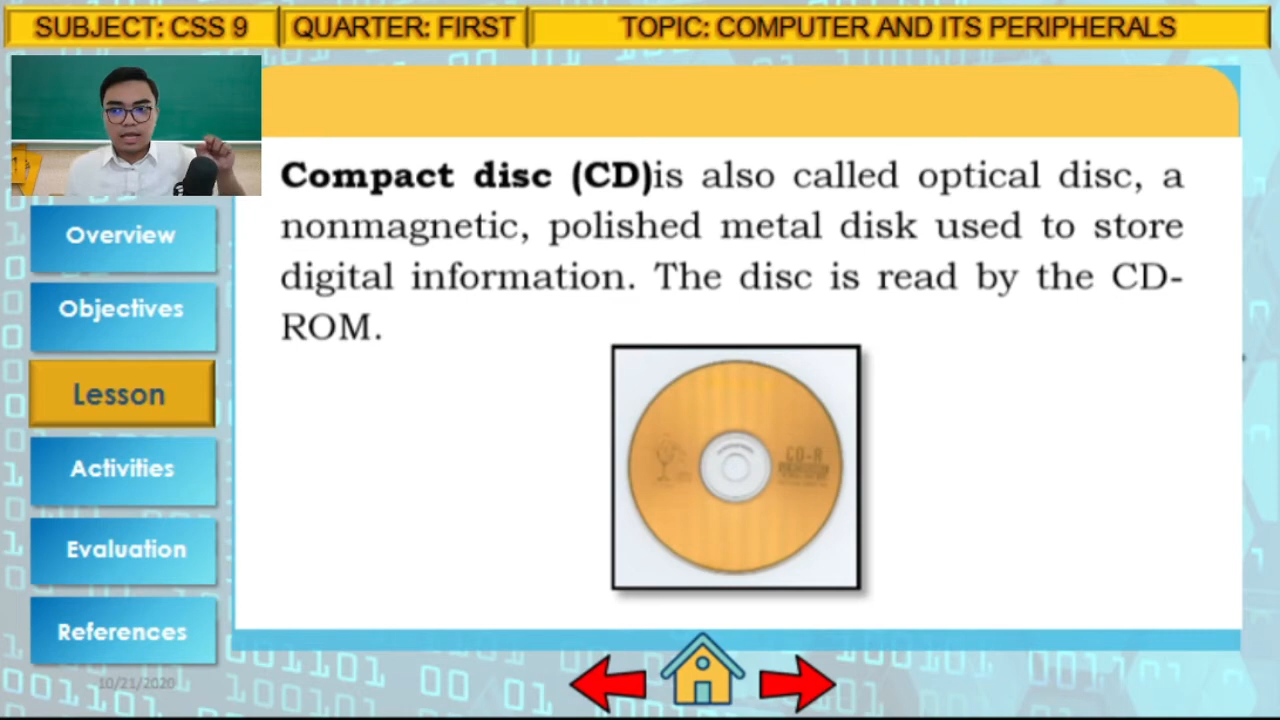 SUBJECT: CSS 9
QUARTER: FIRST
TOPIC: COMPUTER AND ITS PERIPHERALS
Compact disc (CD)is also called optical disc, a
nonmagnetic, polished metal disk used to store
digital information. The disc is read by the CD-
ROM.
Overview
Objectives
Lesson
Activities
Evaluation
References
CD-R
10/21/2020